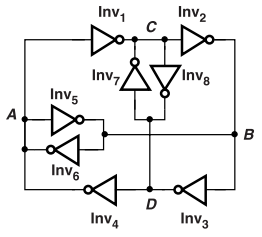 Inv1 C Inv2
Inv7 Inv8
A Inv5
B
Inv6
D
Inv4 Inv3